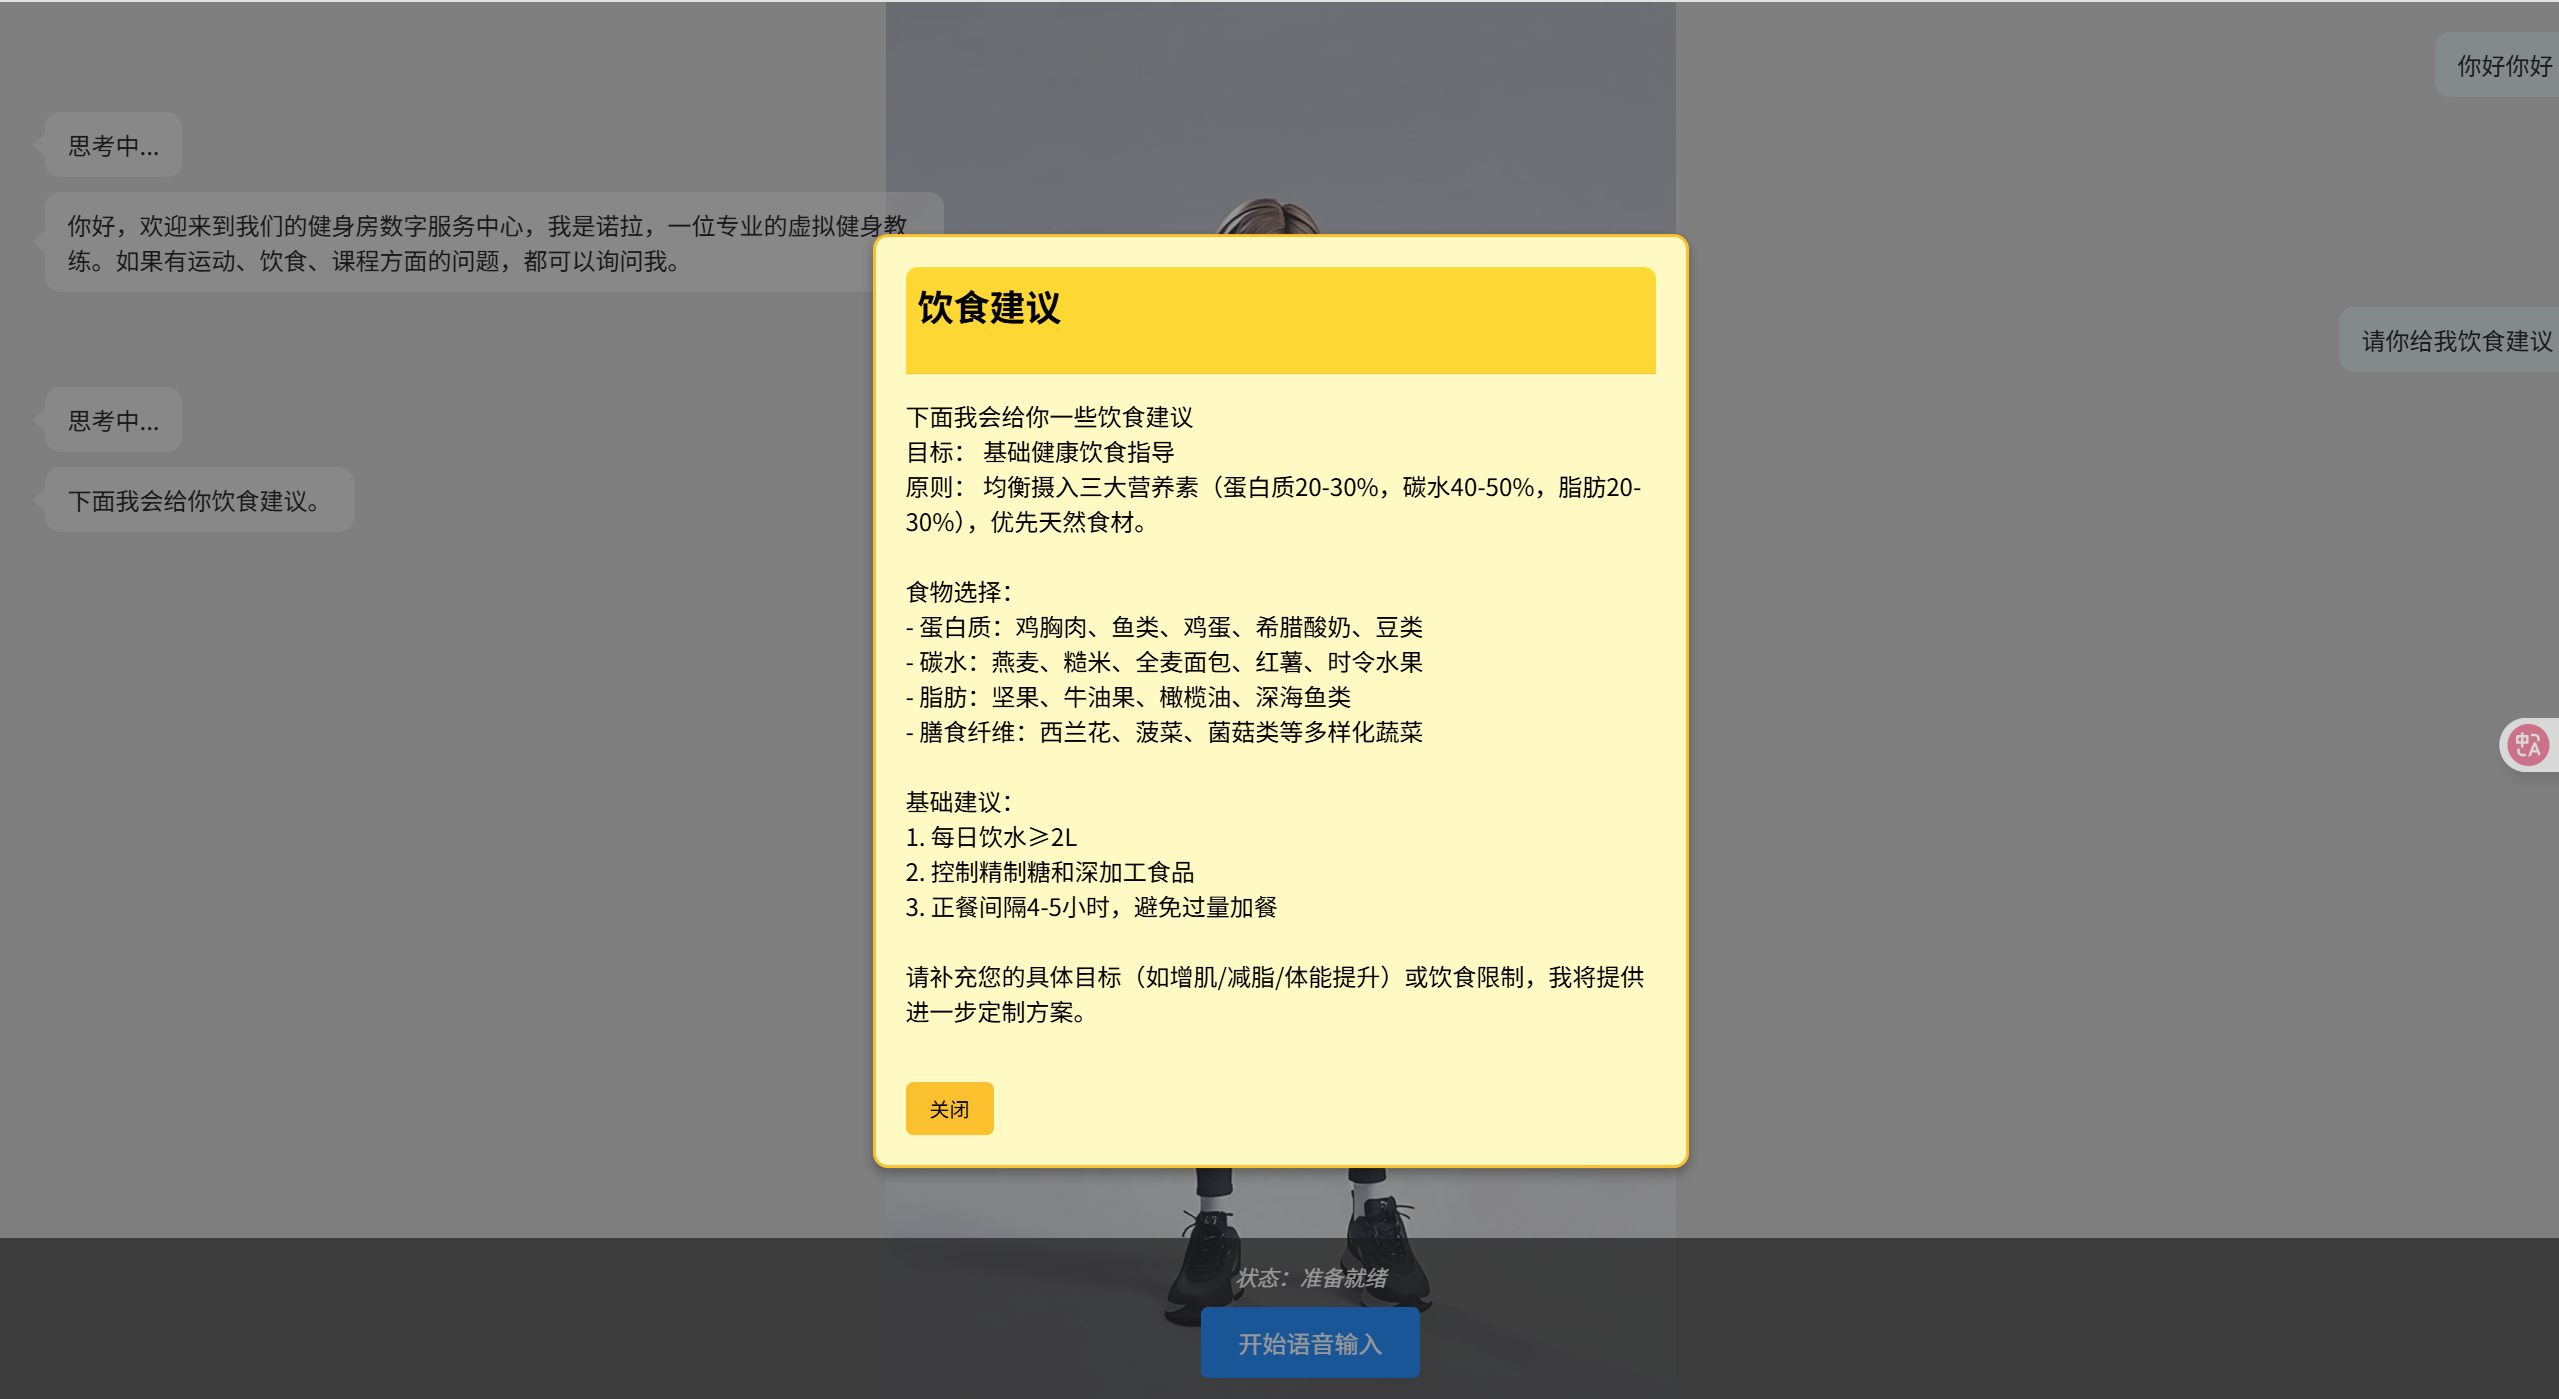 你好你好
思考中...
你好，欢迎来到我们的健身房数字服务中心，我是诺拉，一位专业的虚拟健身教
练。如果有运动、饮食、课程方面的问题，都可以询问我。
请你给我饮食建议
思考中...
下面我会给你饮食建议。
饮食建议
下面我会给你一些饮食建议
目标： 基础健康饮食指导
原则： 均衡摄入三大营养素（蛋白质20-30%，碳水40-50%，脂肪20-
30%），优先天然食材。
食物选择：
- 蛋白质：鸡胸肉、鱼类、鸡蛋、希腊酸奶、豆类
- 碳水：燕麦、糙米、全麦面包、红薯、时令水果
- 脂肪：坚果、牛油果、橄榄油、深海鱼类
- 膳食纤维：西兰花、菠菜、菌菇类等多样化蔬菜
基础建议：
1. 每日饮水≥2L
2. 控制精制糖和深加工食品
3. 正餐间隔4-5小时，避免过量加餐
请补充您的具体目标（如增肌/减脂/体能提升）或饮食限制，我将提供
进一步定制方案。
关闭
状态：准备就绪
开始语音输入
中A